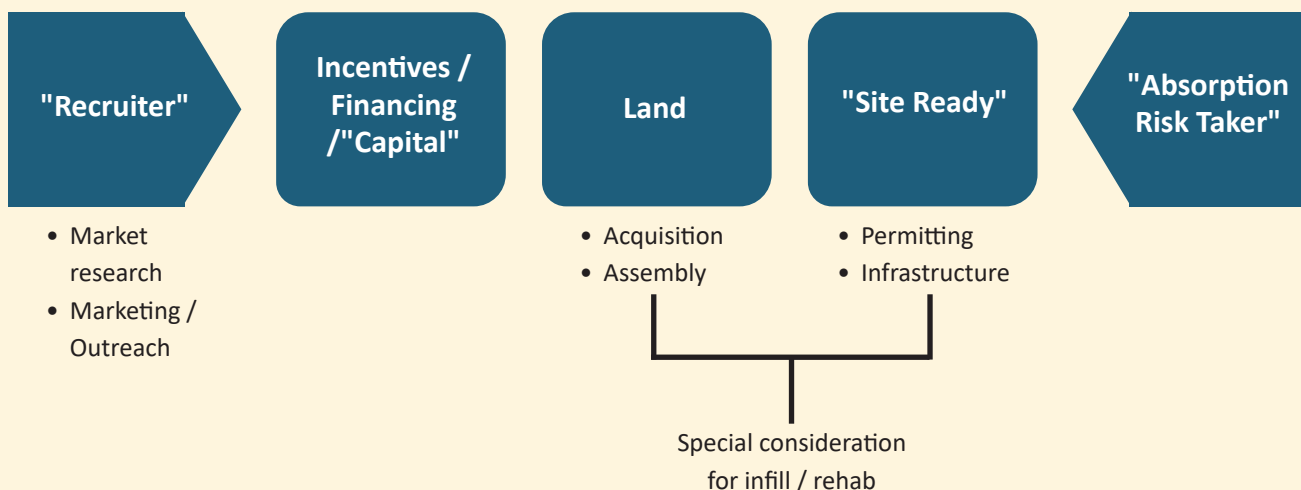 "Recruiter"
Incentives /
Financing
/"Capital"
Land
"Site Ready"
"Absorption
Risk Taker"
• Market
research
• Marketing /
Outreach
• Acquisition
• Assembly
• Permitting
• Infrastructure
Special consideration
for infill / rehab